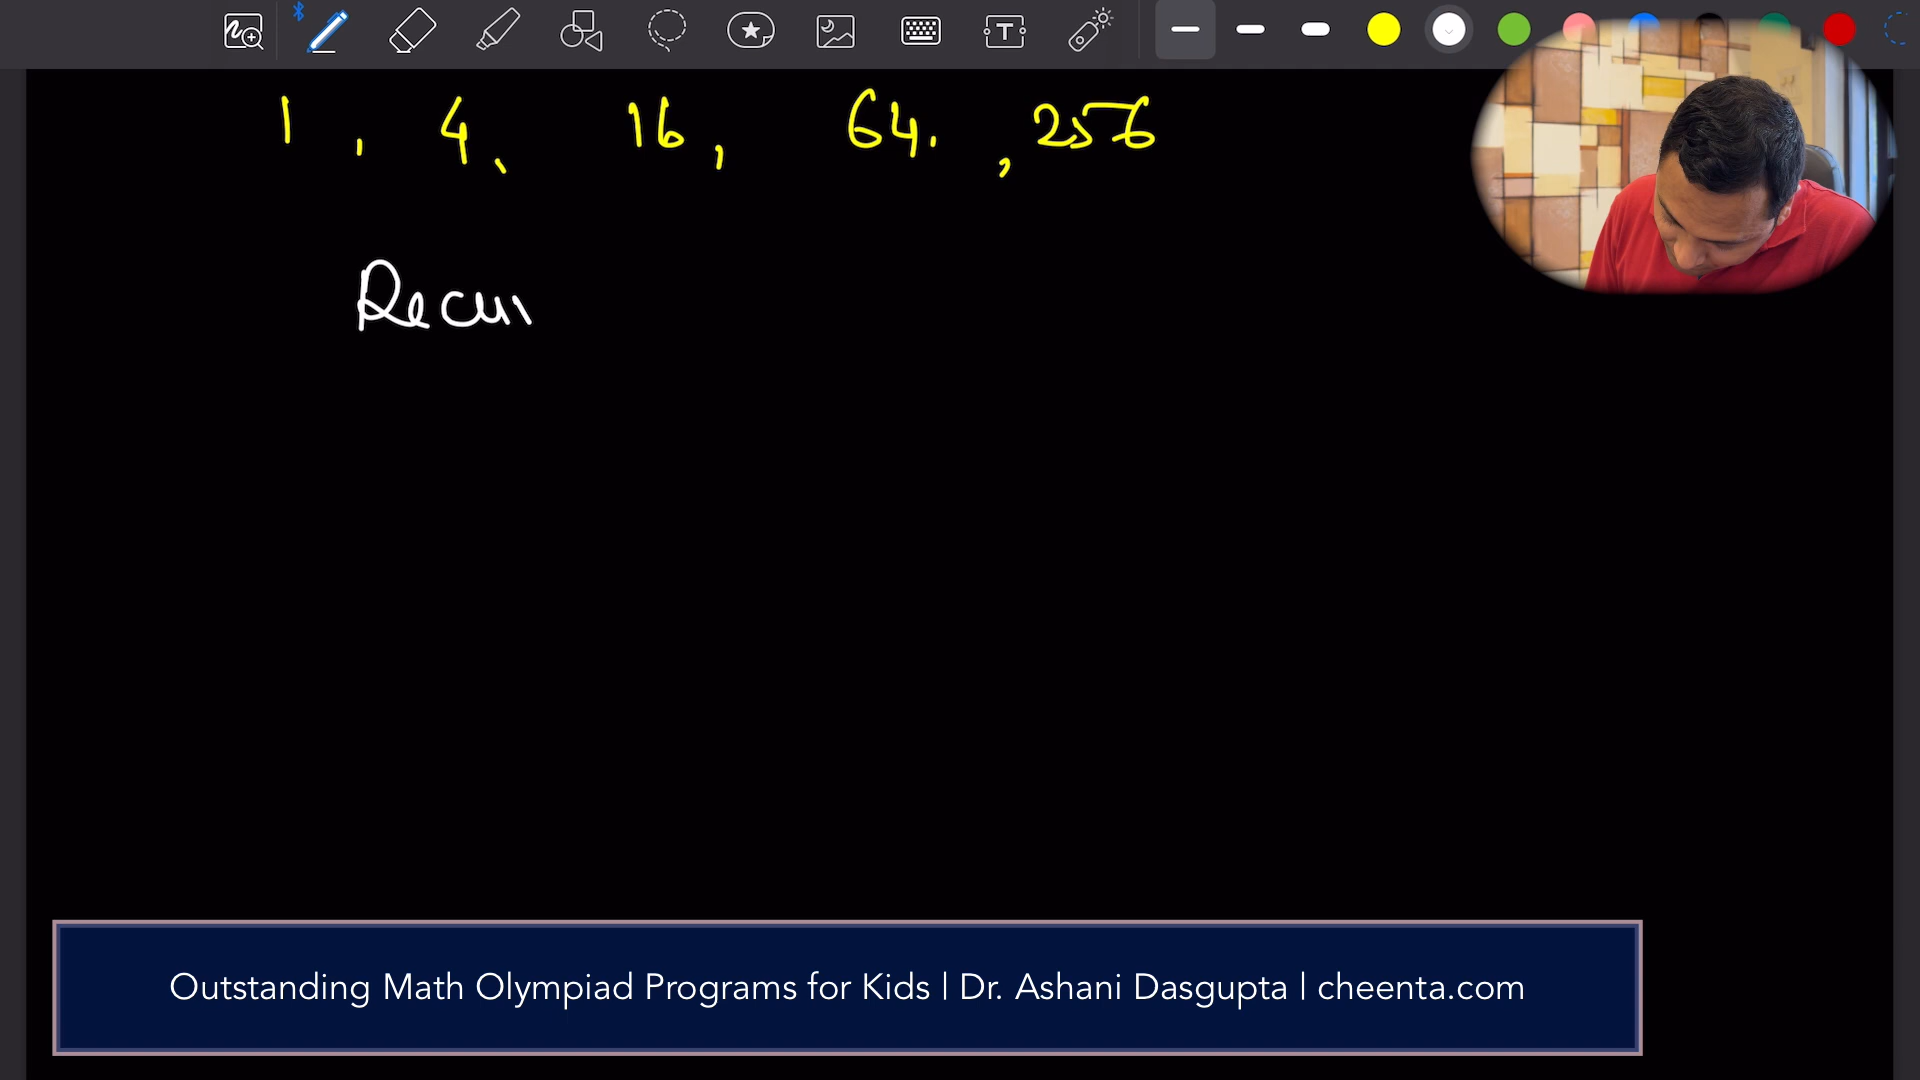 1, 4, 16, 64. , 256
Recur
Outstanding Math Olympiad Programs for Kids | Dr. Ashani Dasgupta | cheenta.com